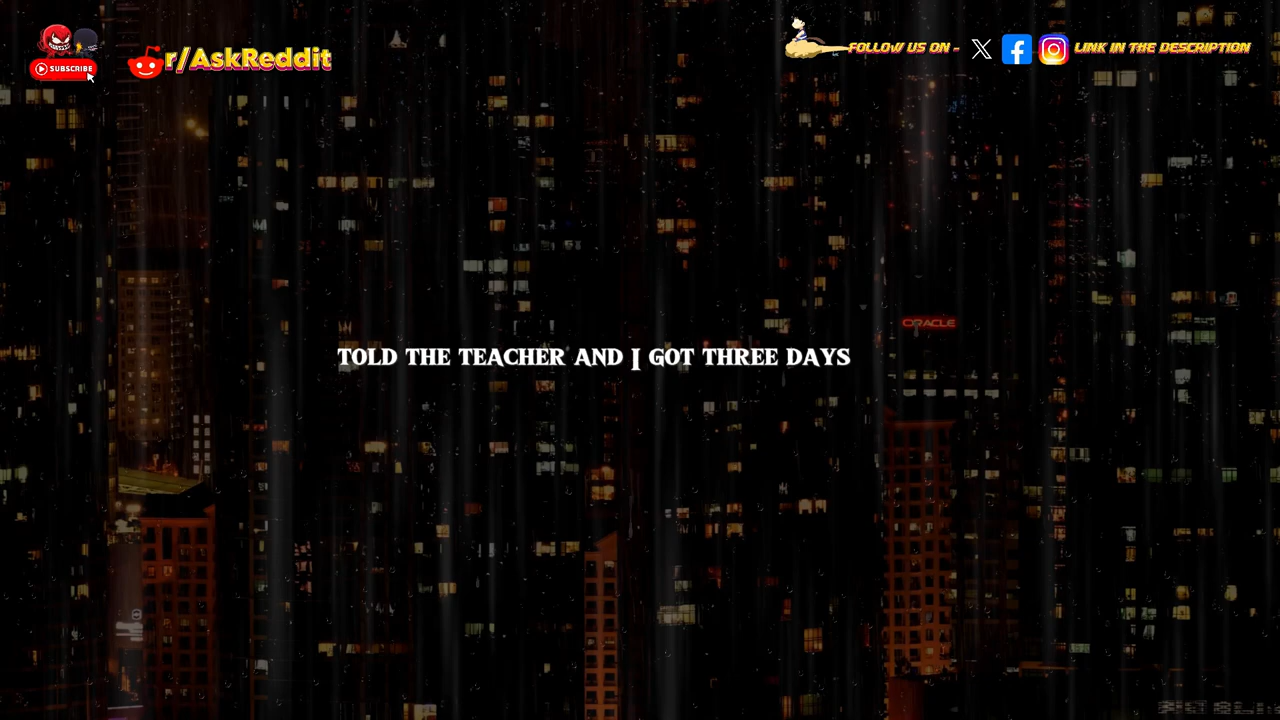 SUBSCRIBE
r/AskReddit
FOLLOW US ON -
LINK IN THE DESCRIPTION
ORACLE
TOLD THE TEACHER AND I GOT THREE DAYS